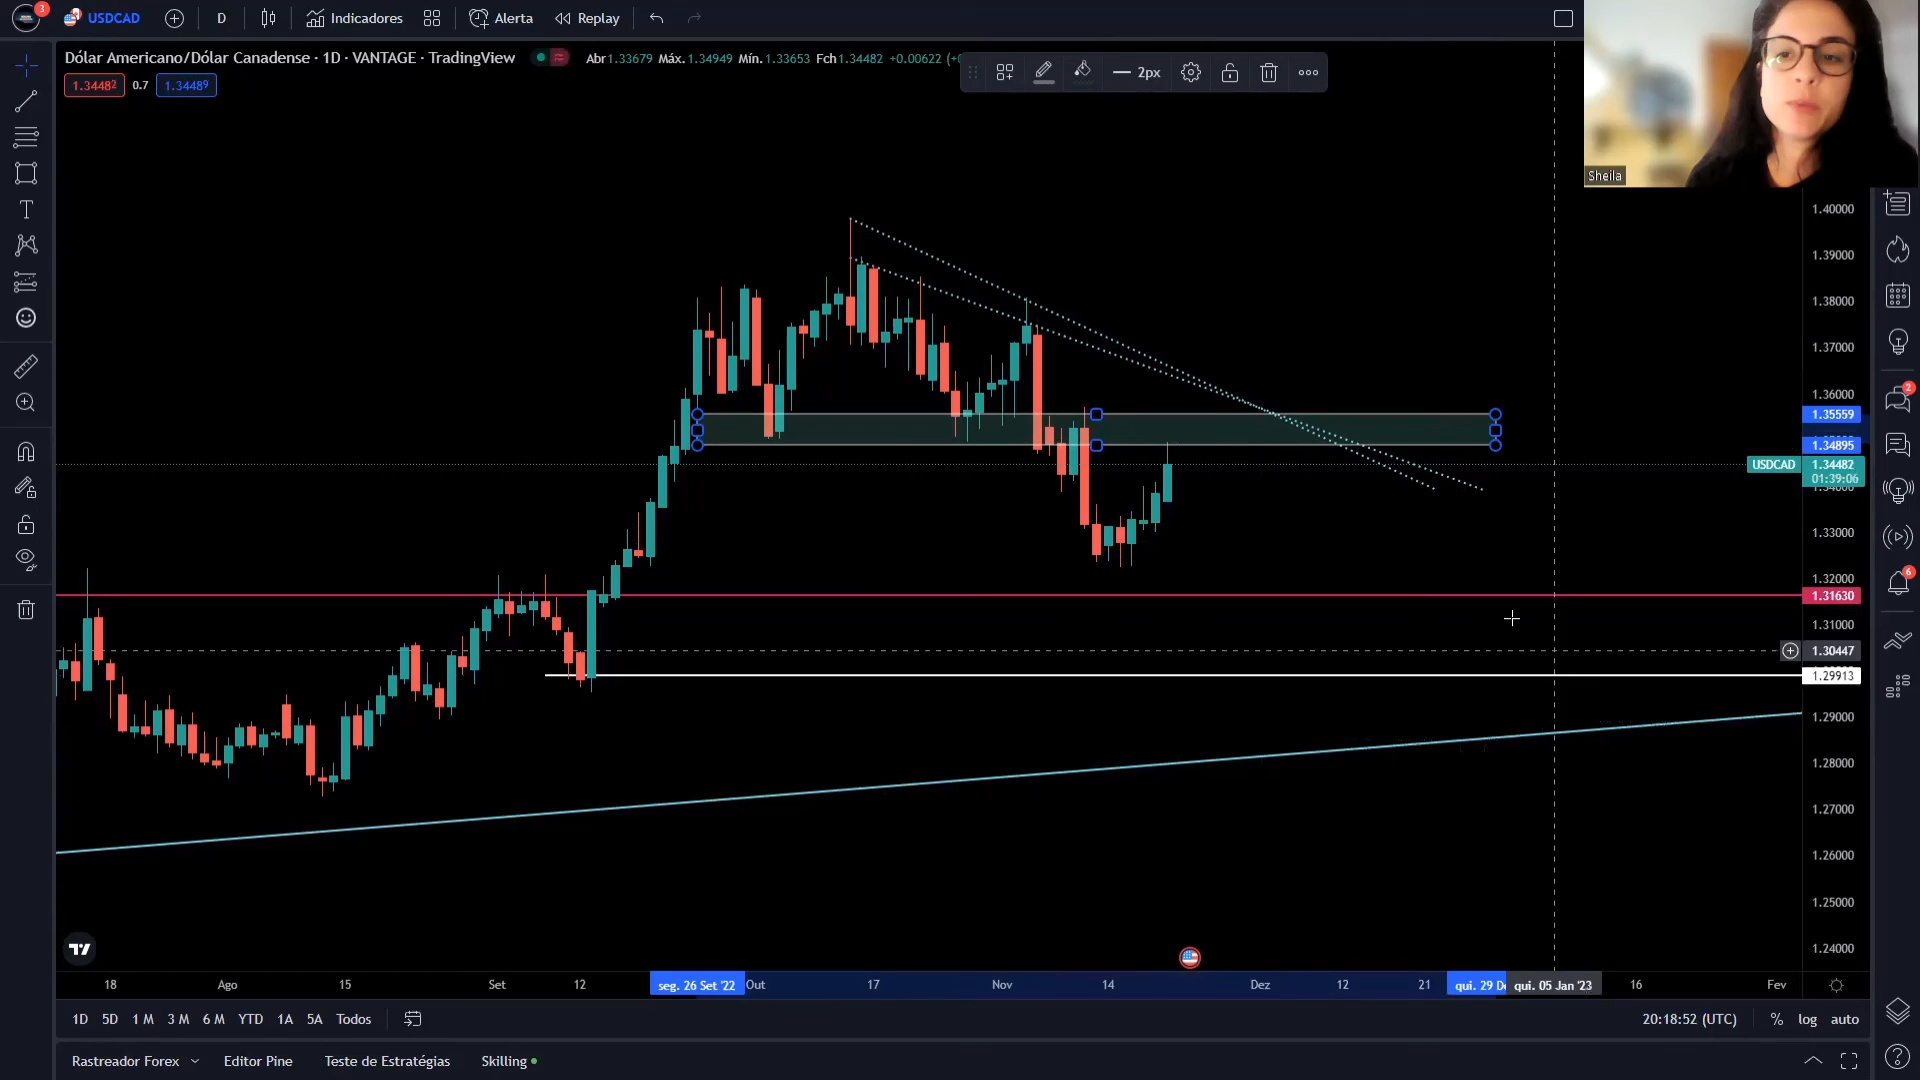 3
USDCAD
D
Indicadores
Alerta
Replay
Dólar Americano/Dólar Canadense · 1D · VANTAGE · TradingView
Abr1.33679 Máx.1.34949 Mín.1.33653 Fch1.34482 +0.00622
2px
1.34482 0.7 1.34489
Sheila
1.40000
1.39000
1.38000
1.37000
1.36000
1.35559
1.34895
USDCAD 1.34482
01:39:06
1.33000
1.32000
1.31630
1.31000
1.30447
1.29913
1.29000
1.28000
1.27000
1.26000
1.25000
1.24000
2
6
18 Ago 15 Set 12 seg. 26 Set '22 Out 17 Nov 14 Dez 12 21 qui. 29 De qui. 05 Jan '23 16 Fev
1D 5D 1 M 3 M 6 M YTD 1A 5A Todos 20:18:52 (UTC) % log auto
Rastreador Forex Editor Pine Teste de Estratégias Skilling